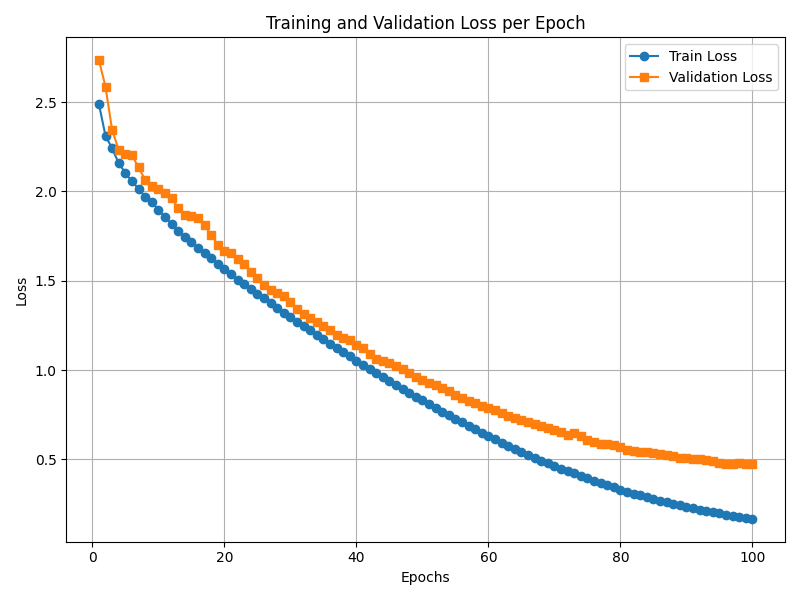 Training and Validation Loss per Epoch
Train Loss
Validation Loss
2.5
2.0
1.5
1.0
0.5
Loss
0 20 40 60 80 100
Epochs